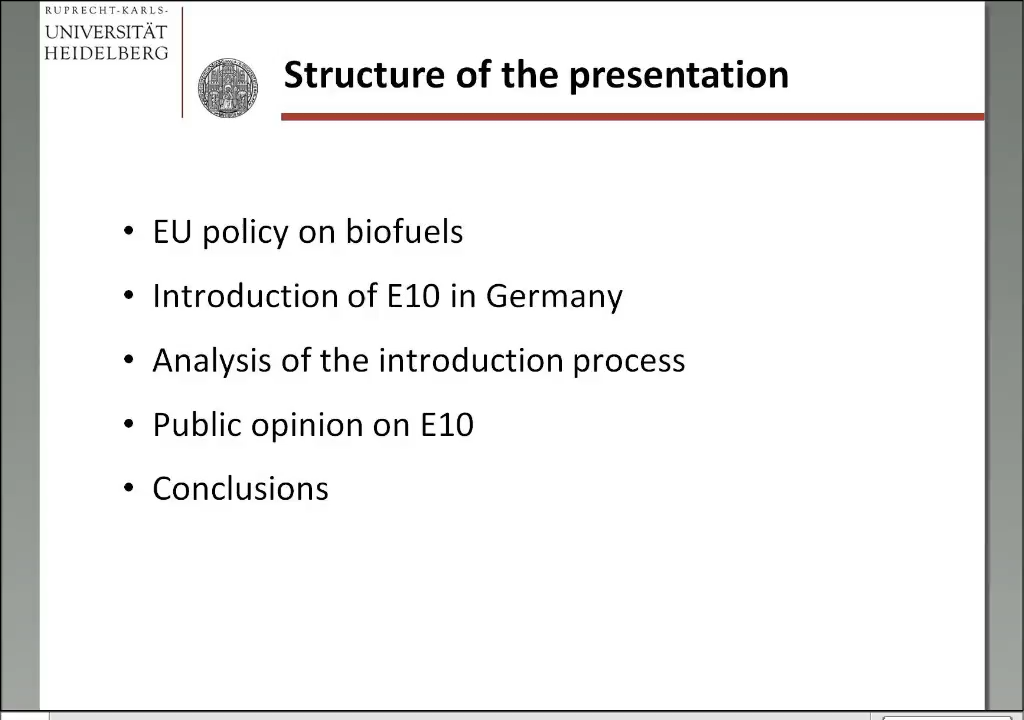 RUPRECHT-KARLS-
UNIVERSITÄT
HEIDELBERG
Structure of the presentation
• EU policy on biofuels
• Introduction of E10 in Germany
• Analysis of the introduction process
• Public opinion on E10
• Conclusions